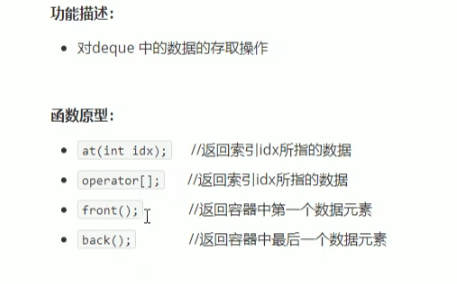 功能描述：
对deque 中的数据的存取操作
函数原型：
at(int idx); //返回索引idx所指的数据
operator[]; //返回索引idx所指的数据
front(); //返回容器中第一个数据元素
back(); //返回容器中最后一个数据元素